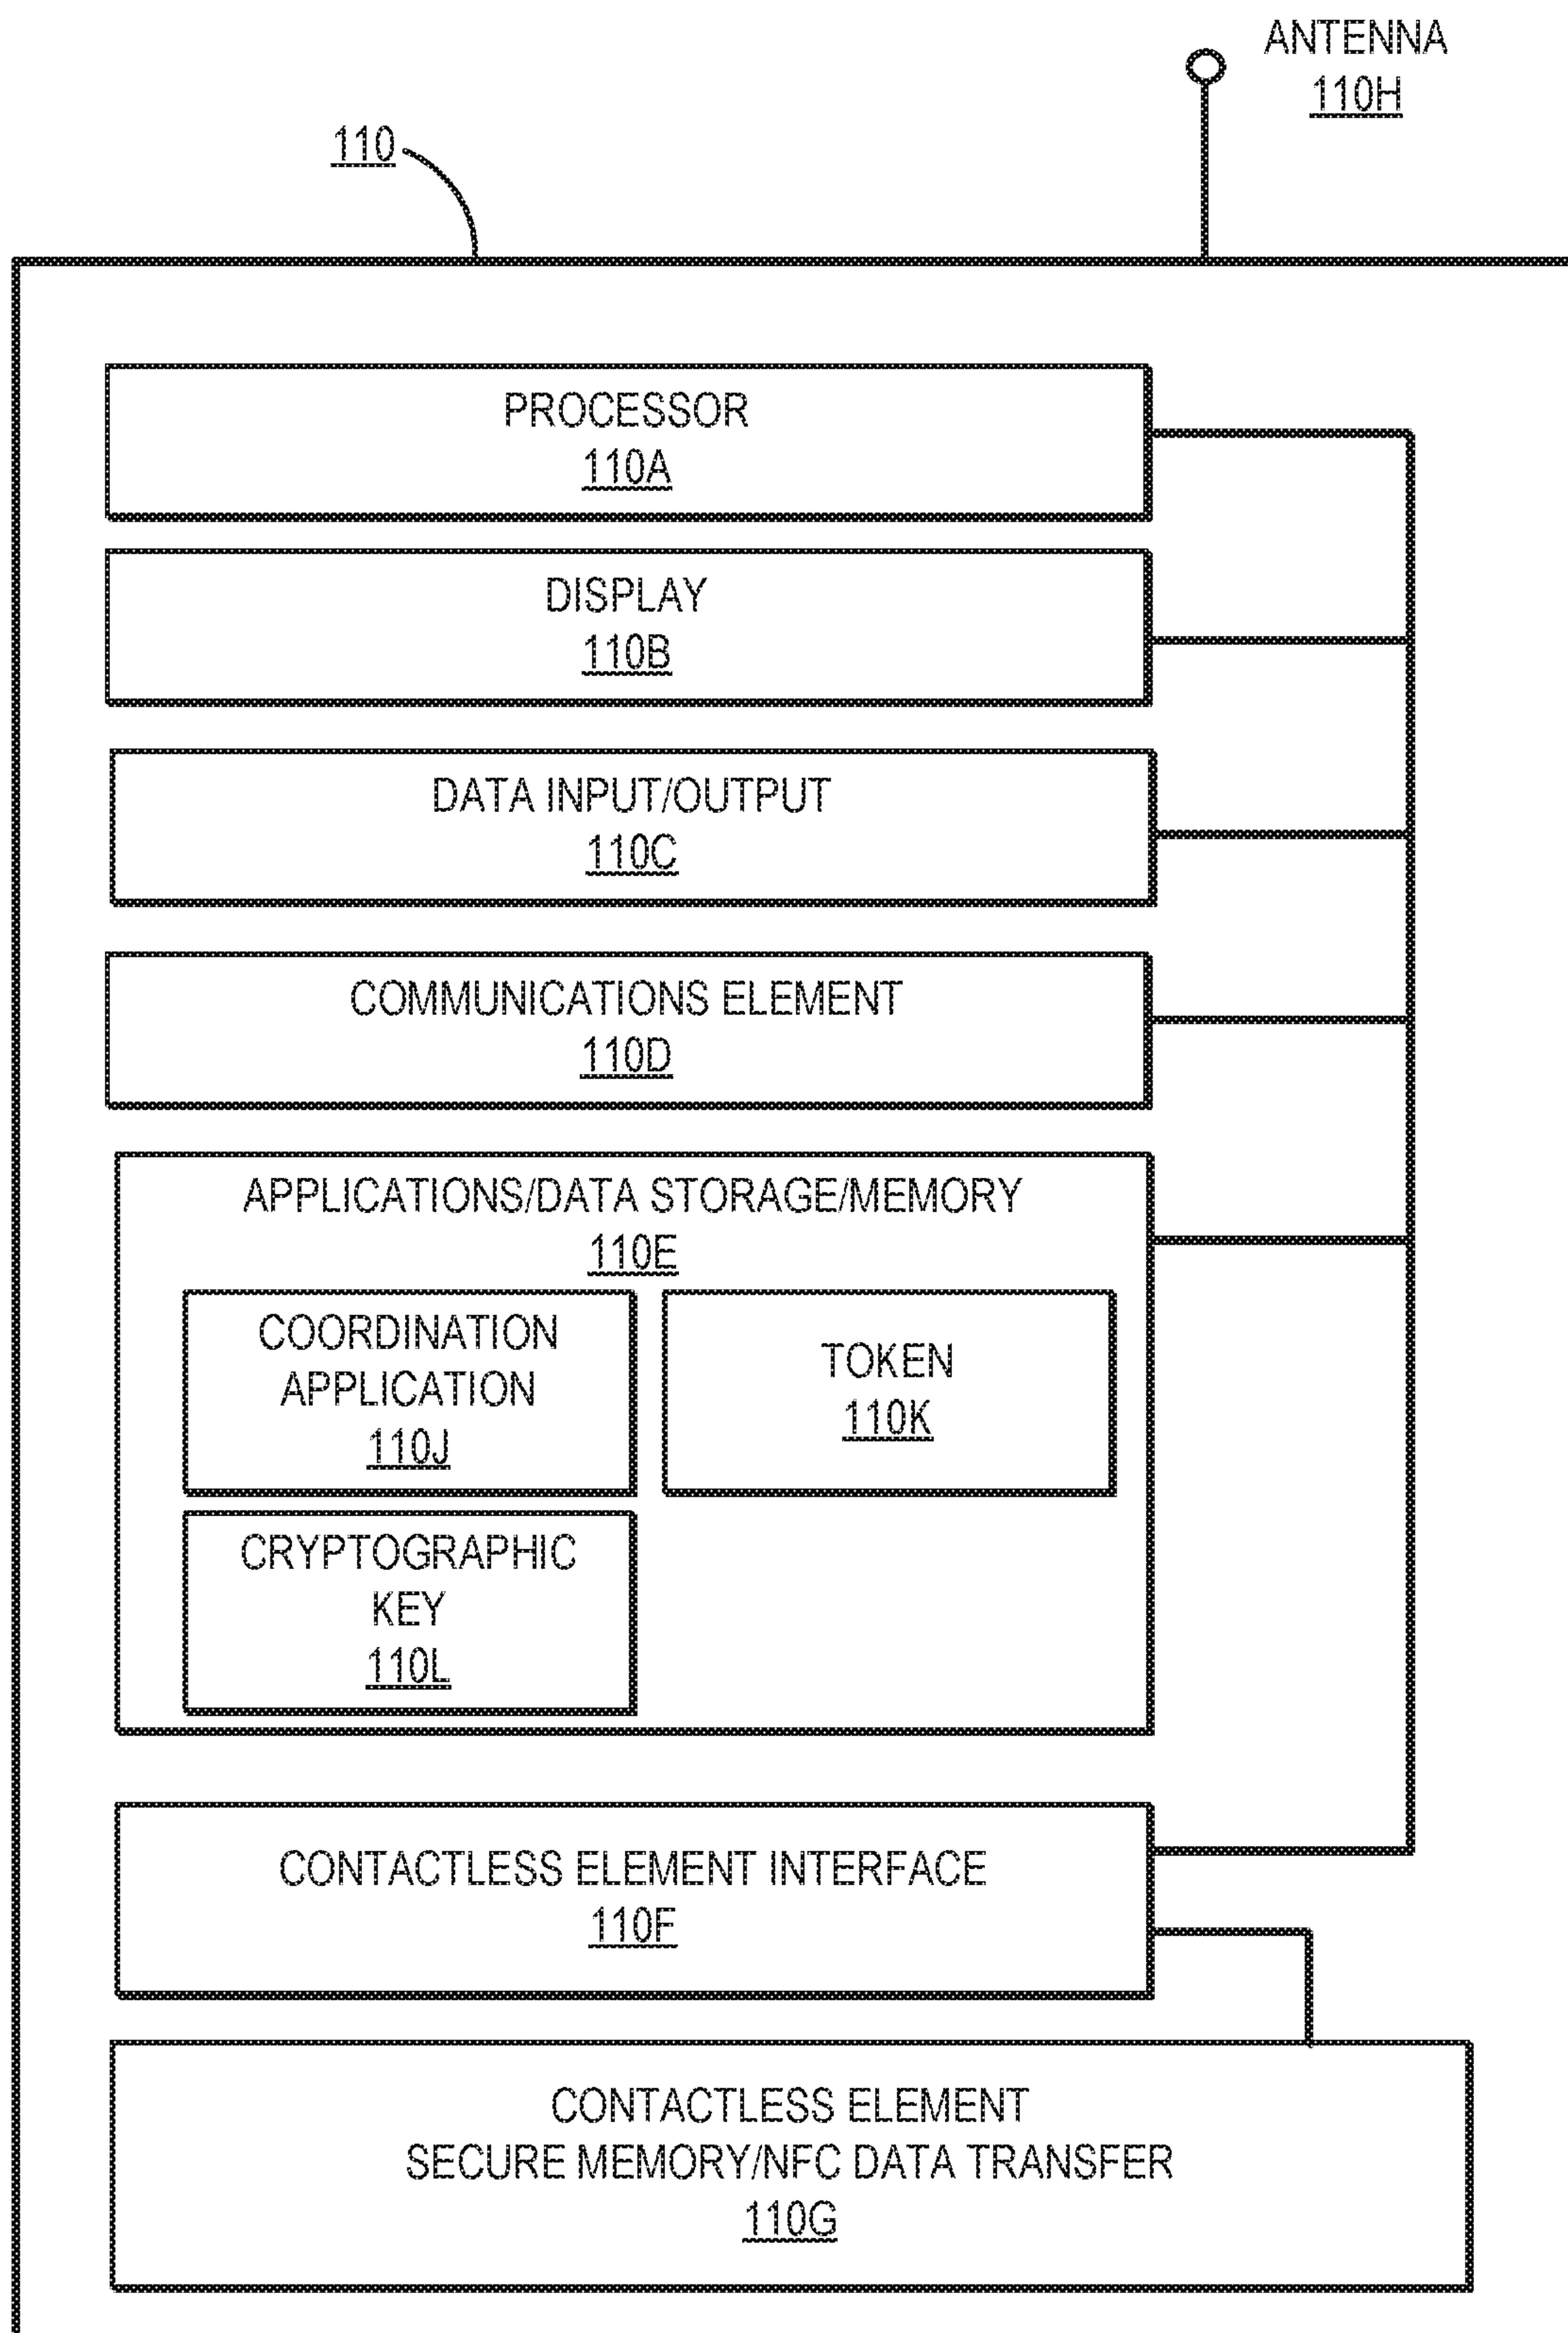 ANTENNA
110H
110
PROCESSOR
110A
DISPLAY
110B
DATA INPUT/OUTPUT
110C
COMMUNICATIONS ELEMENT
110D
APPLICATIONS/DATA STORAGE/MEMORY
110E
COORDINATION
APPLICATION
110J
TOKEN
110K
CRYPTOGRAPHIC
KEY
110L
CONTACTLESS ELEMENT INTERFACE
110F
CONTACTLESS ELEMENT
SECURE MEMORY/NFC DATA TRANSFER
110G